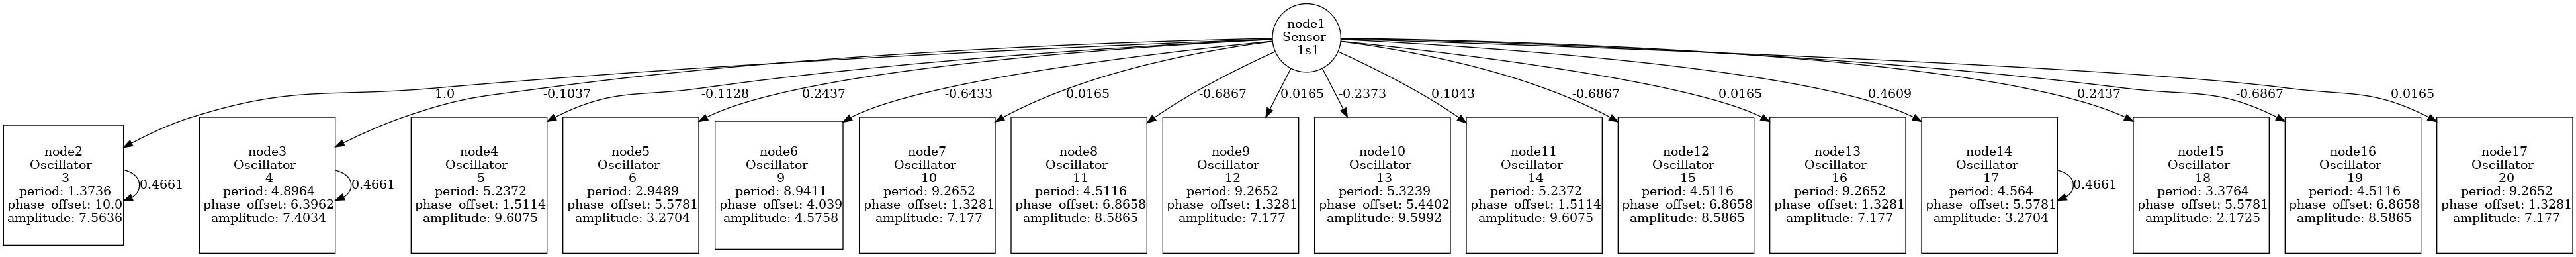 node1
Sensor
1s1
1.0
-0.1037
-0.1128
0.2437
-0.6433
0.0165
-0.6867
0.0165
-0.2373
0.1043
-0.6867
0.0165
0.4609
0.2437
-0.6867
0.0165
node2
Oscillator
3
period: 1.3736
phase_offset: 10.0
amplitude: 7.5636
0.4661
node3
Oscillator
4
period: 4.8964
phase_offset: 6.3962
amplitude: 7.4034
0.4661
node4
Oscillator
5
period: 5.2372
phase_offset: 1.5114
amplitude: 9.6075
node5
Oscillator
6
period: 2.9489
phase_offset: 5.5781
amplitude: 3.2704
node6
Oscillator
9
period: 8.9411
phase_offset: 4.039
amplitude: 4.5758
node7
Oscillator
10
period: 9.2652
phase_offset: 1.3281
amplitude: 7.177
node8
Oscillator
11
period: 4.5116
phase_offset: 6.8658
amplitude: 8.5865
node9
Oscillator
12
period: 9.2652
phase_offset: 1.3281
amplitude: 7.177
node10
Oscillator
13
period: 5.3239
phase_offset: 5.4402
amplitude: 9.5992
node11
Oscillator
14
period: 5.2372
phase_offset: 1.5114
amplitude: 9.6075
node12
Oscillator
15
period: 4.5116
phase_offset: 6.8658
amplitude: 8.5865
node13
Oscillator
16
period: 9.2652
phase_offset: 1.3281
amplitude: 7.177
node14
Oscillator
17
period: 4.564
phase_offset: 5.5781
amplitude: 3.2704
0.4661
node15
Oscillator
18
period: 3.3764
phase_offset: 5.5781
amplitude: 2.1725
node16
Oscillator
19
period: 4.5116
phase_offset: 6.8658
amplitude: 8.5865
node17
Oscillator
20
period: 9.2652
phase_offset: 1.3281
amplitude: 7.177